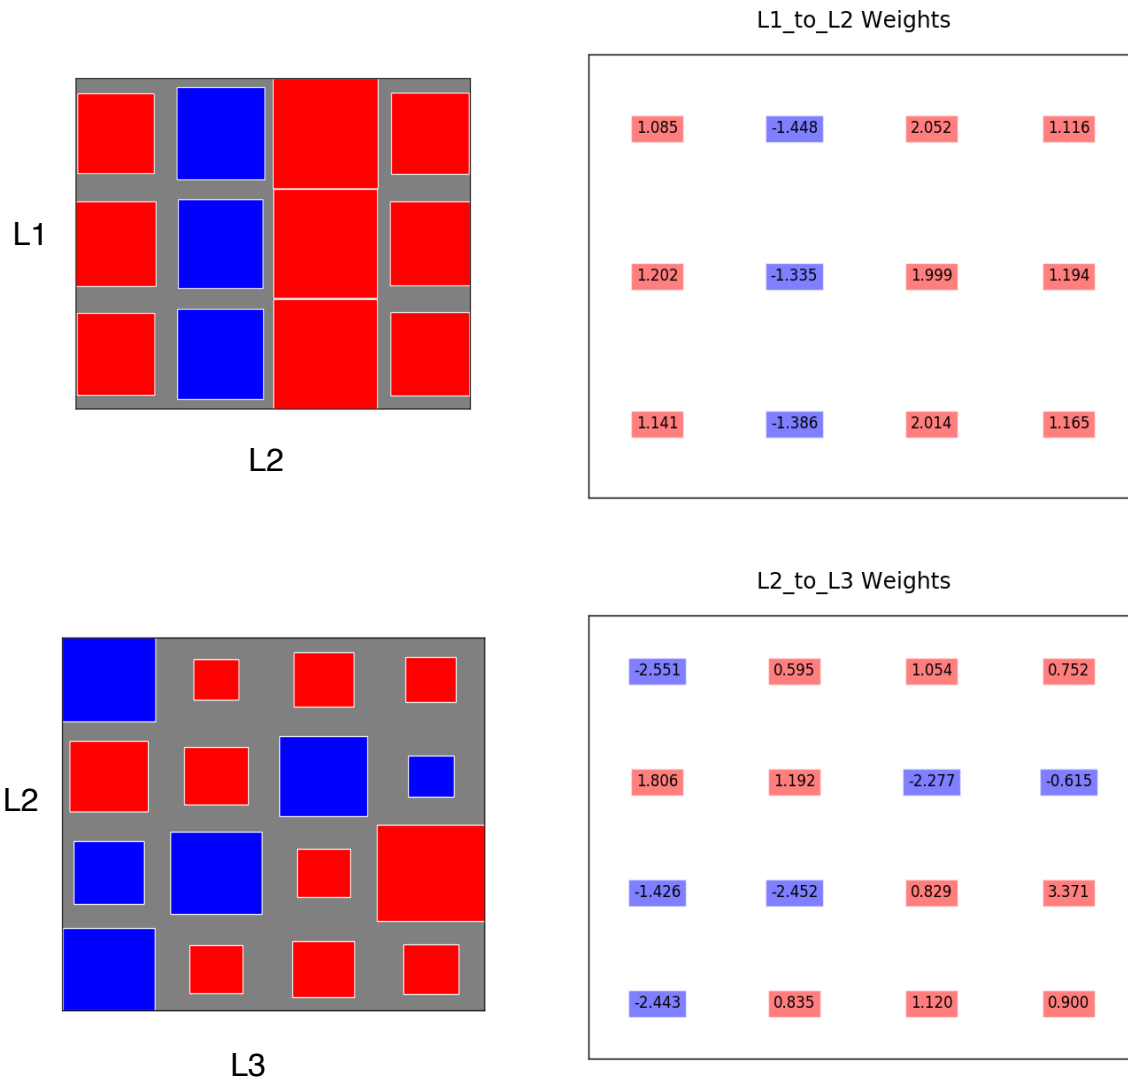 L1_to_L2 Weights
L1
L2
1.085 -1.448 2.052 1.116
1.202 -1.335 1.999 1.194
1.141 -1.386 2.014 1.165
L2_to_L3 Weights
L2
L3
-2.551 0.595 1.054 0.752
1.806 1.192 -2.277 -0.615
-1.426 -2.452 0.829 3.371
-2.443 0.835 1.120 0.900